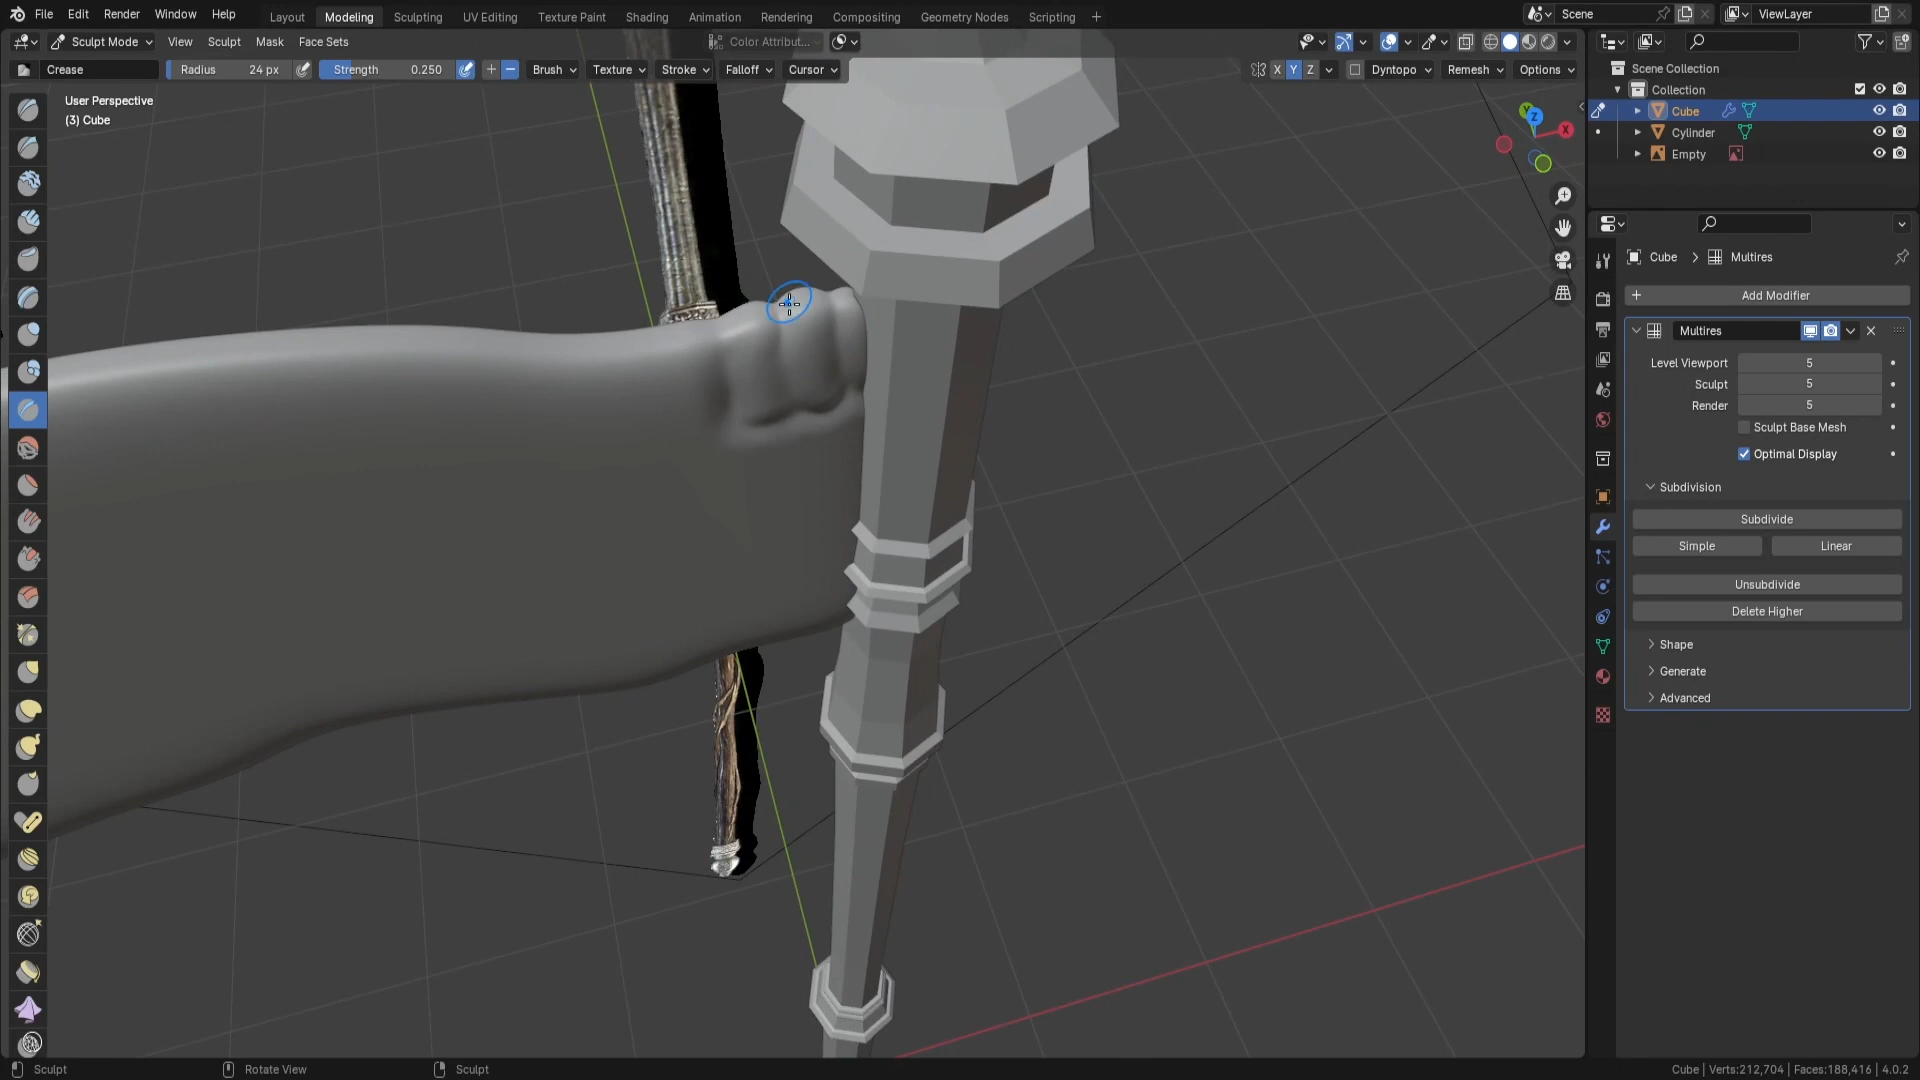 File Edit Render Window Help Layout Modeling Sculpting UV Editing Texture Paint Shading Animation Rendering Compositing Geometry Nodes Scripting + Scene ViewLayer
Sculpt Mode View Sculpt Mask Face Sets Color Attribut...
Crease Radius 24 px Strength 0.250 Brush Texture Stroke Falloff Cursor X Y Z Dyntopo Remesh Options
User Perspective
(3) Cube
Z
Y
X
Scene Collection
Collection
Cube
Cylinder
Empty
Cube > Multires
+ Add Modifier
Multires
Level Viewport 5
Sculpt 5
Render 5
Sculpt Base Mesh
Optimal Display
Subdivision
Subdivide
Simple Linear
Unsubdivide
Delete Higher
Shape
Generate
Advanced
Sculpt Rotate View Sculpt Cube | Verts:212,704 | Faces:188,416 | 4.0.2